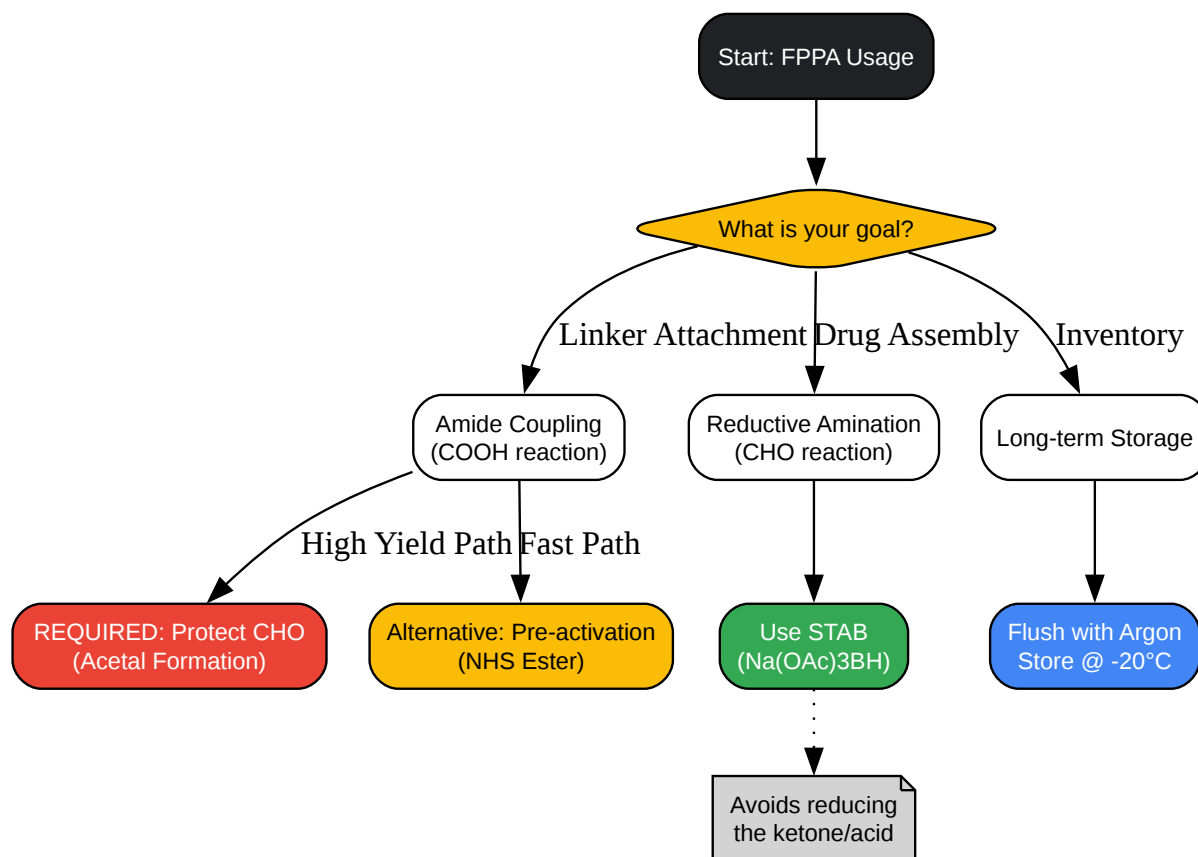 Start: FPPA Usage
What is your goal?
Linker Attachment
Drug Assembly
Inventory
Amide Coupling
(COOH reaction)
Reductive Amination
(CHO reaction)
Long-term Storage
High Yield Path
Fast Path
REQUIRED: Protect CHO
(Acetal Formation)
Alternative: Pre-activation
(NHS Ester)
Use STAB
(Na(OAc)3BH)
Flush with Argon
Store @ -20°C
Avoids reducing
the ketone/acid